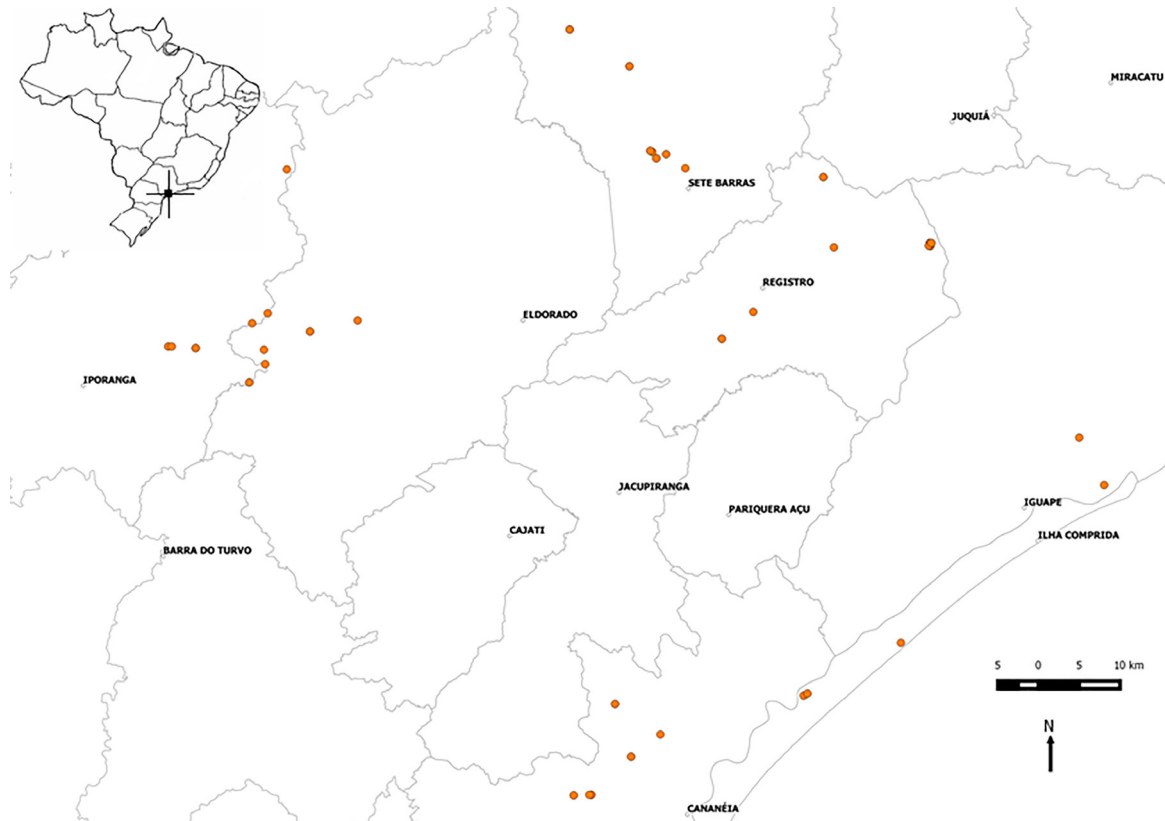 MIRACATU
JUQUIÁ
SETE BARRAS
REGISTRO
ELDORADO
IPORANGA
JACUPIRANGA
IGUAPE
PARIQUERA AÇU
CAJATI
ILHA COMPRIDA
BARRA DO TURVO
5 0 5 10 km
N
CANANÉIA